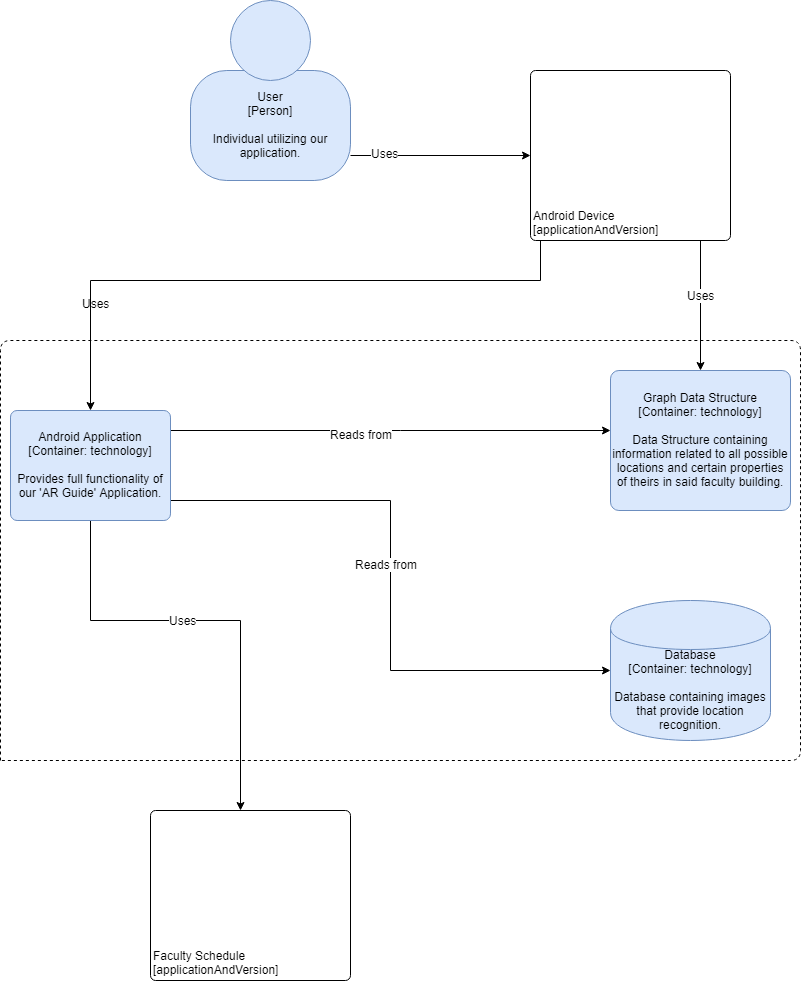 User
[Person]
Individual utilizing our
application.
Uses
Android Device
[applicationAndVersion]
Uses
Uses
Android Application
[Container: technology]
Provides full functionality of
our 'AR Guide' Application.
Reads from
Graph Data Structure
[Container: technology]
Data Structure containing
information related to all possible
locations and certain properties
of theirs in said faculty building.
Reads from
Uses
Database
[Container: technology]
Database containing images
that provide location
recognition.
Faculty Schedule
[applicationAndVersion]